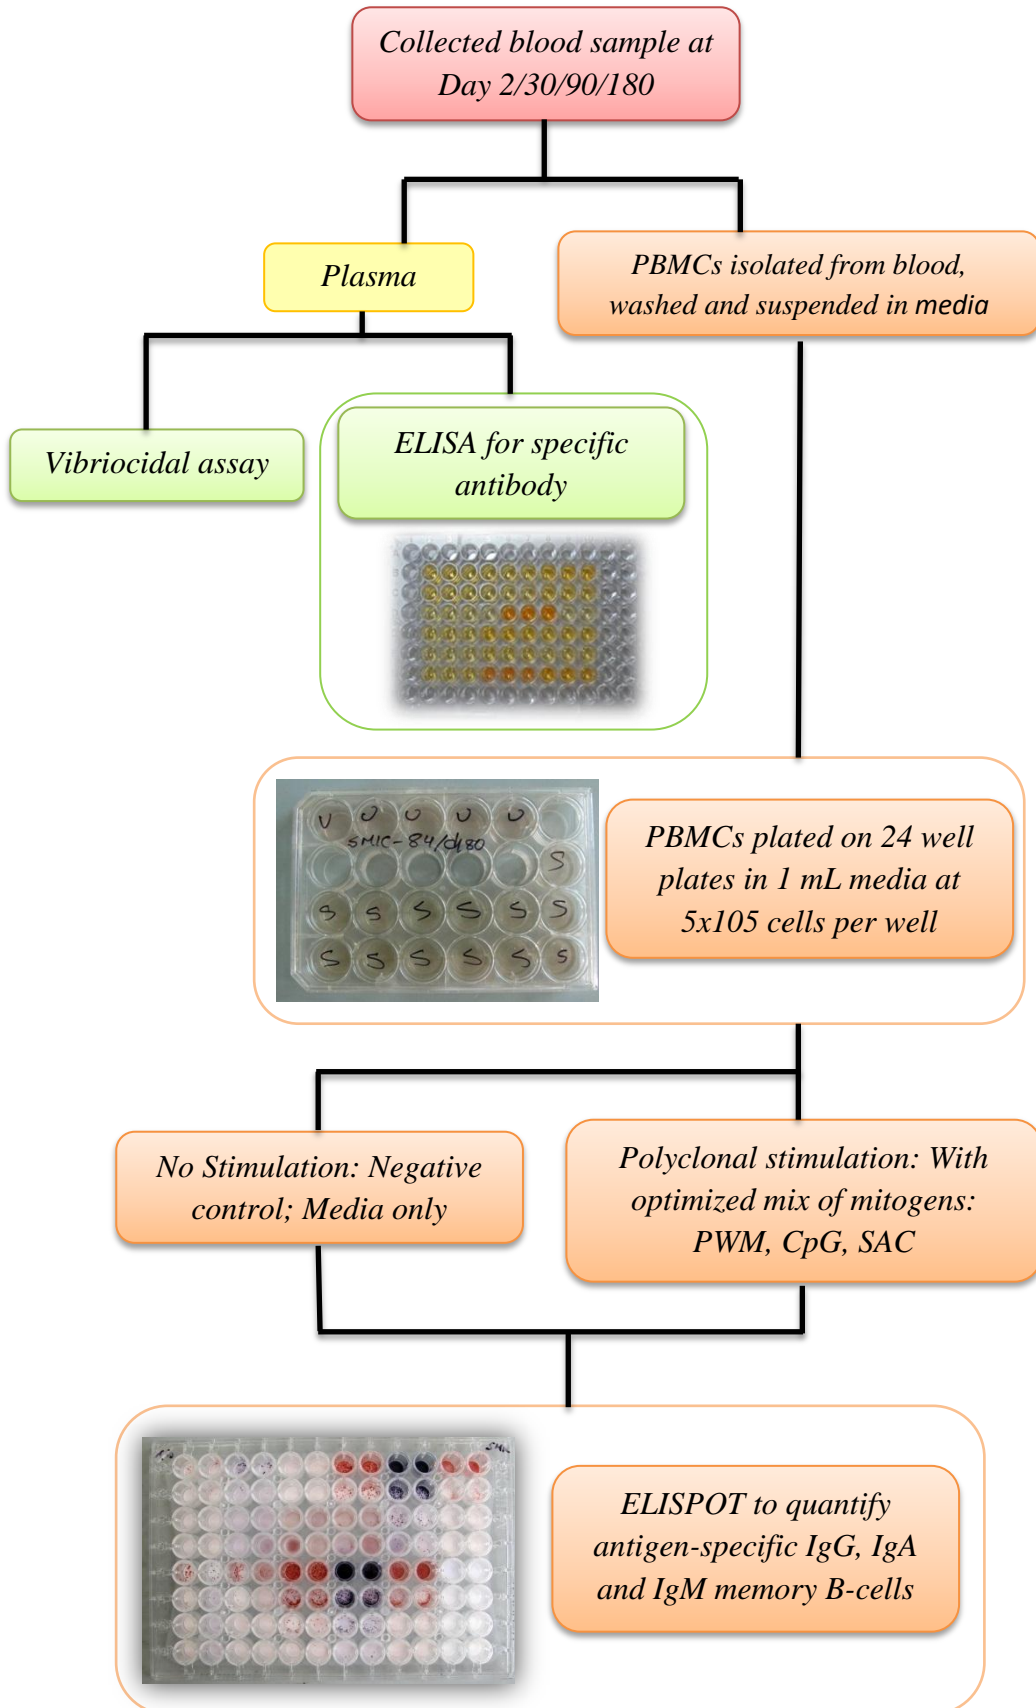 Collected blood sample at
Day 2/30/90/180
Plasma
PBMCs isolated from blood,
washed and suspended in media
Vibriocidal assay
ELISA for specific
antibody
U U U U U
SMIC-84/d180
S
S S S S S S
S S S S S S
PBMCs plated on 24 well
plates in 1 mL media at
5x105 cells per well
No Stimulation: Negative
control; Media only
Polyclonal stimulation: With
optimized mix of mitogens:
PWM, CpG, SAC
ELISPOT to quantify
antigen-specific IgG, IgA
and IgM memory B-cells